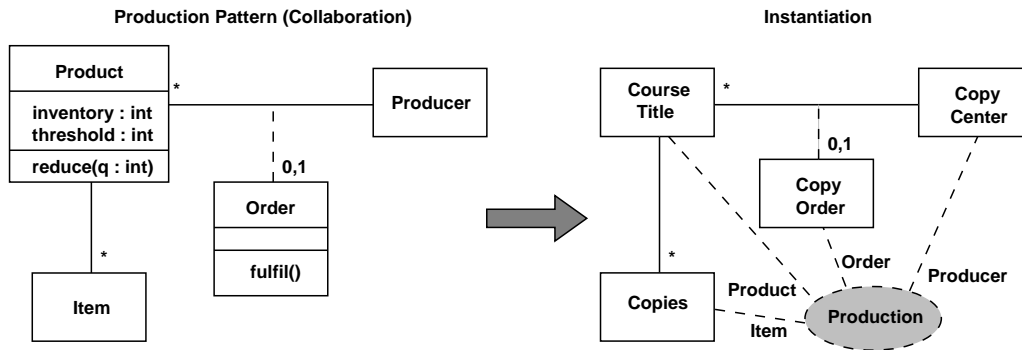 Production Pattern (Collaboration)
Product
inventory : int
threshold : int
reduce(q : int)
*
Producer
0,1
Order
fulfil()
*
Item
Instantiation
Course
Title
*
Copy
Center
0,1
Copy
Order
*
Copies
Product
Item
Order
Producer
Production